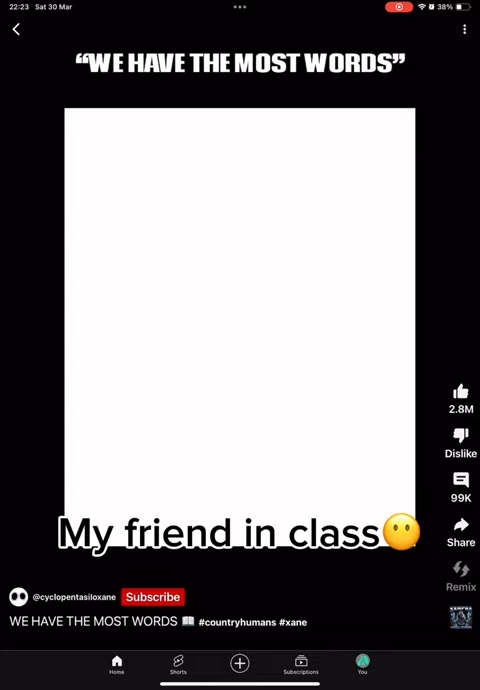 22:23 Sat 30 Mar
38%
“WE HAVE THE MOST WORDS”
2.8M
Dislike
99K
Share
Remix
My friend in class😶
@cyclopentasiloxane Subscribe
WE HAVE THE MOST WORDS 📖 #countryhumans #xane
Home Shorts Subscriptions You